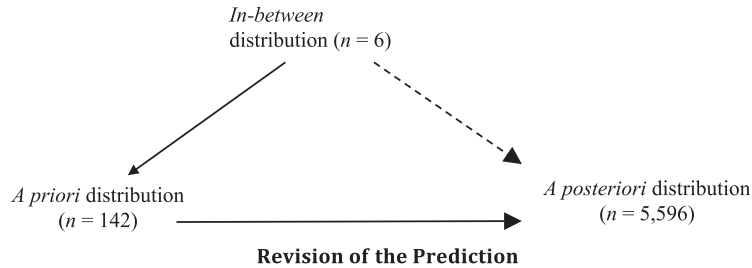 In-between
distribution (n = 6)
A priori distribution
(n = 142)
A posteriori distribution
(n = 5,596)
Revision of the Prediction